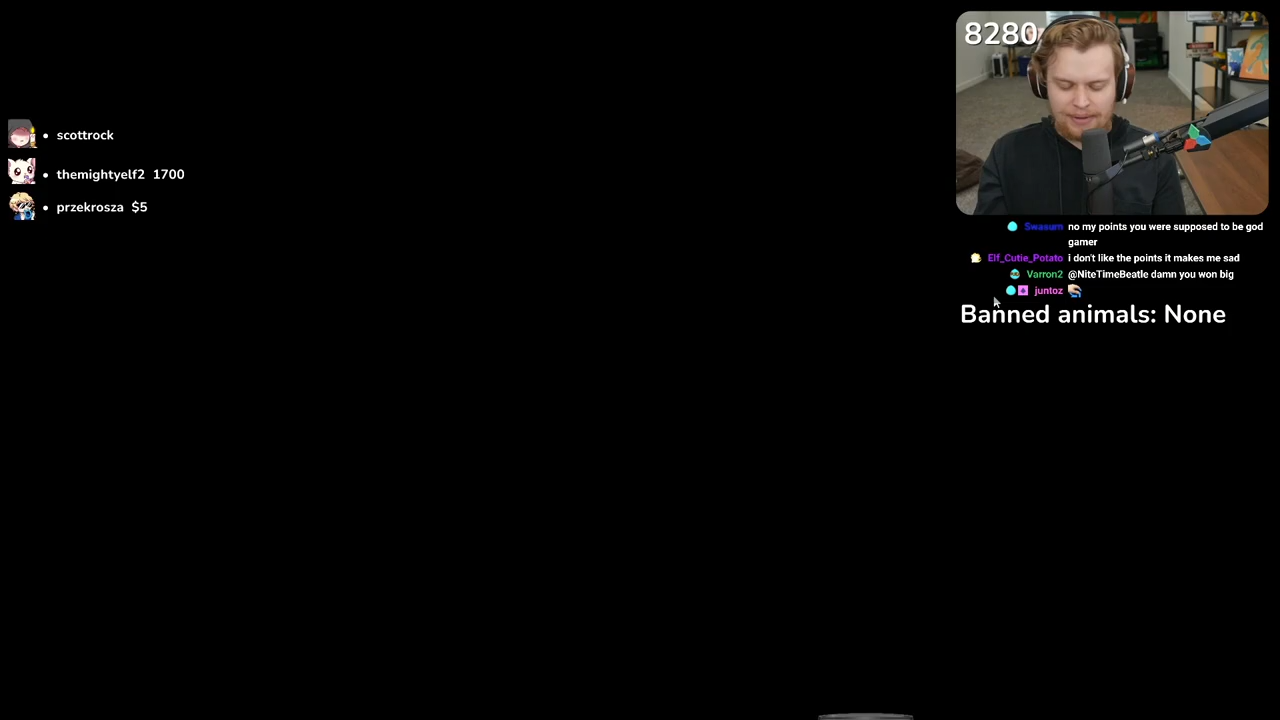 8280
scottrock
themightyelf2 1700
przekrosza $5
Swasum no my points you were supposed to be god
gamer
Elf_Cutie_Potato i don't like the points it makes me sad
Varron2 @NiteTimeBeatle damn you won big
juntoz
Banned animals: None